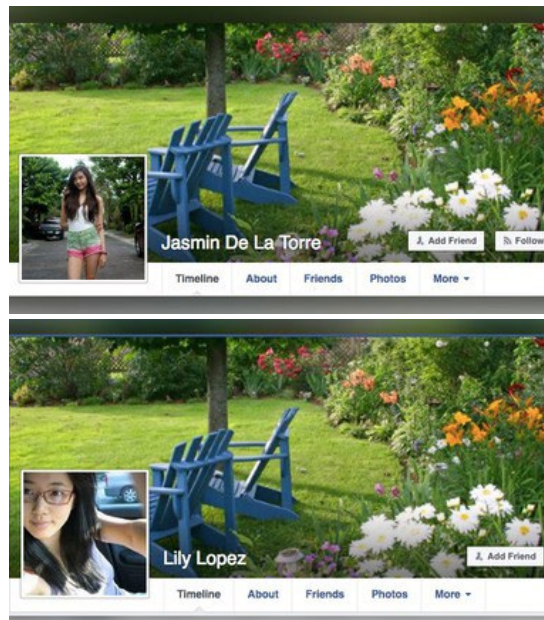 Jasmin De La Torre
Add Friend
Follow
Timeline About Friends Photos More
Lily Lopez
Add Friend
Timeline About Friends Photos More